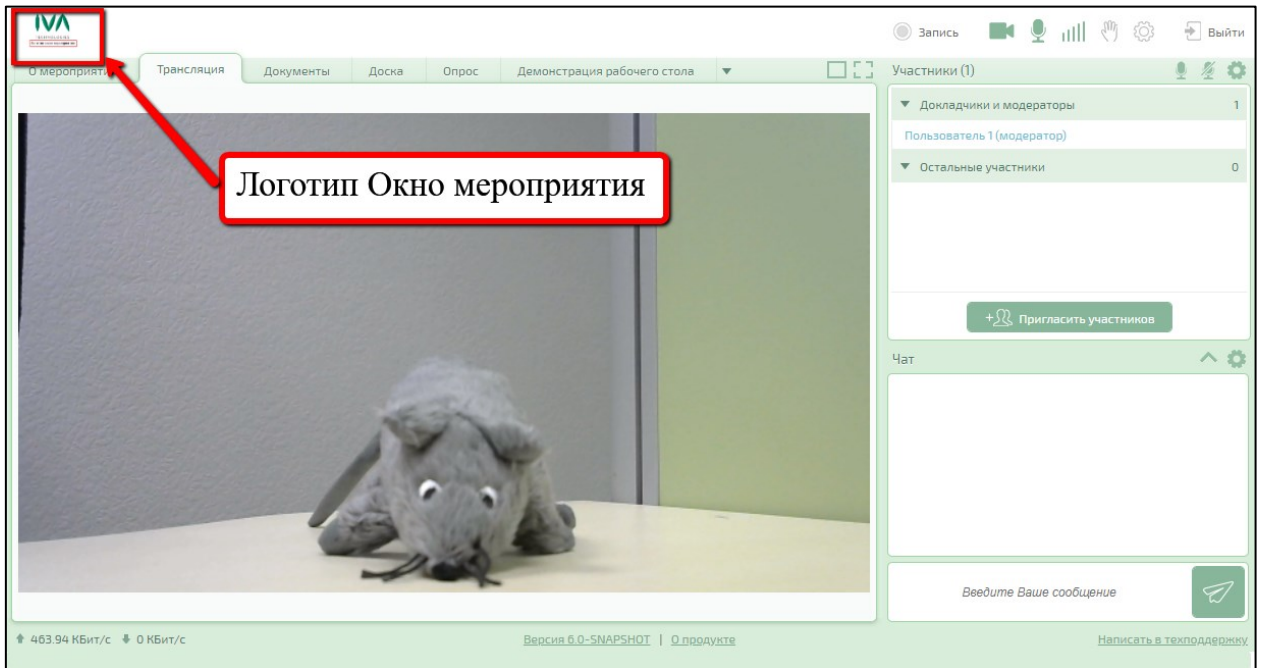 IVA
Запись
Выйти
О мероприяти
Трансляция
Документы
Доска
Опрос
Демонстрация рабочего стола
Участники (1)
Докладчики и модераторы 1
Пользователь 1 (модератор)
Остальные участники 0
Логотип Окно мероприятия
Пригласить участников
Чат
Введите Ваше сообщение
463.94 КБит/с 0 КБит/с
Версия 6.0-SNAPSHOT | О продукте
Написать в техподдержку